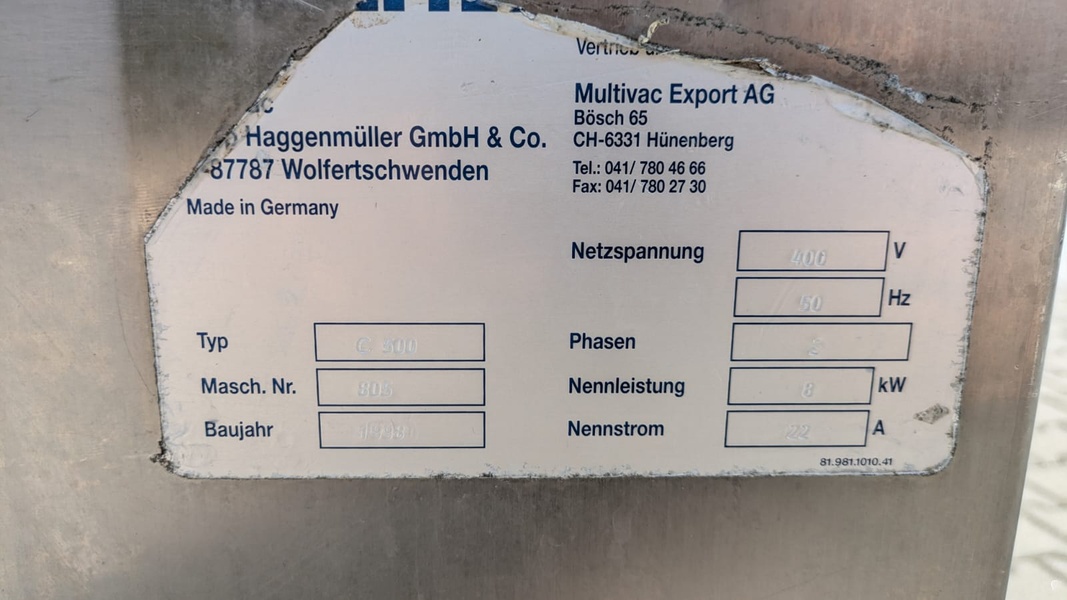 Haggenmüller GmbH & Co.
87787 Wolfertschwenden
Made in Germany
Vertrieb
Multivac Export AG
Bösch 65
CH-6331 Hünenberg
Tel.: 041/ 780 46 66
Fax: 041/ 780 27 30
Netzspannung 400 V
50 Hz
Typ C 500
Phasen
Masch. Nr.
Nennleistung 8 kW
Baujahr
Nennstrom 22 A
81.981.1010.41